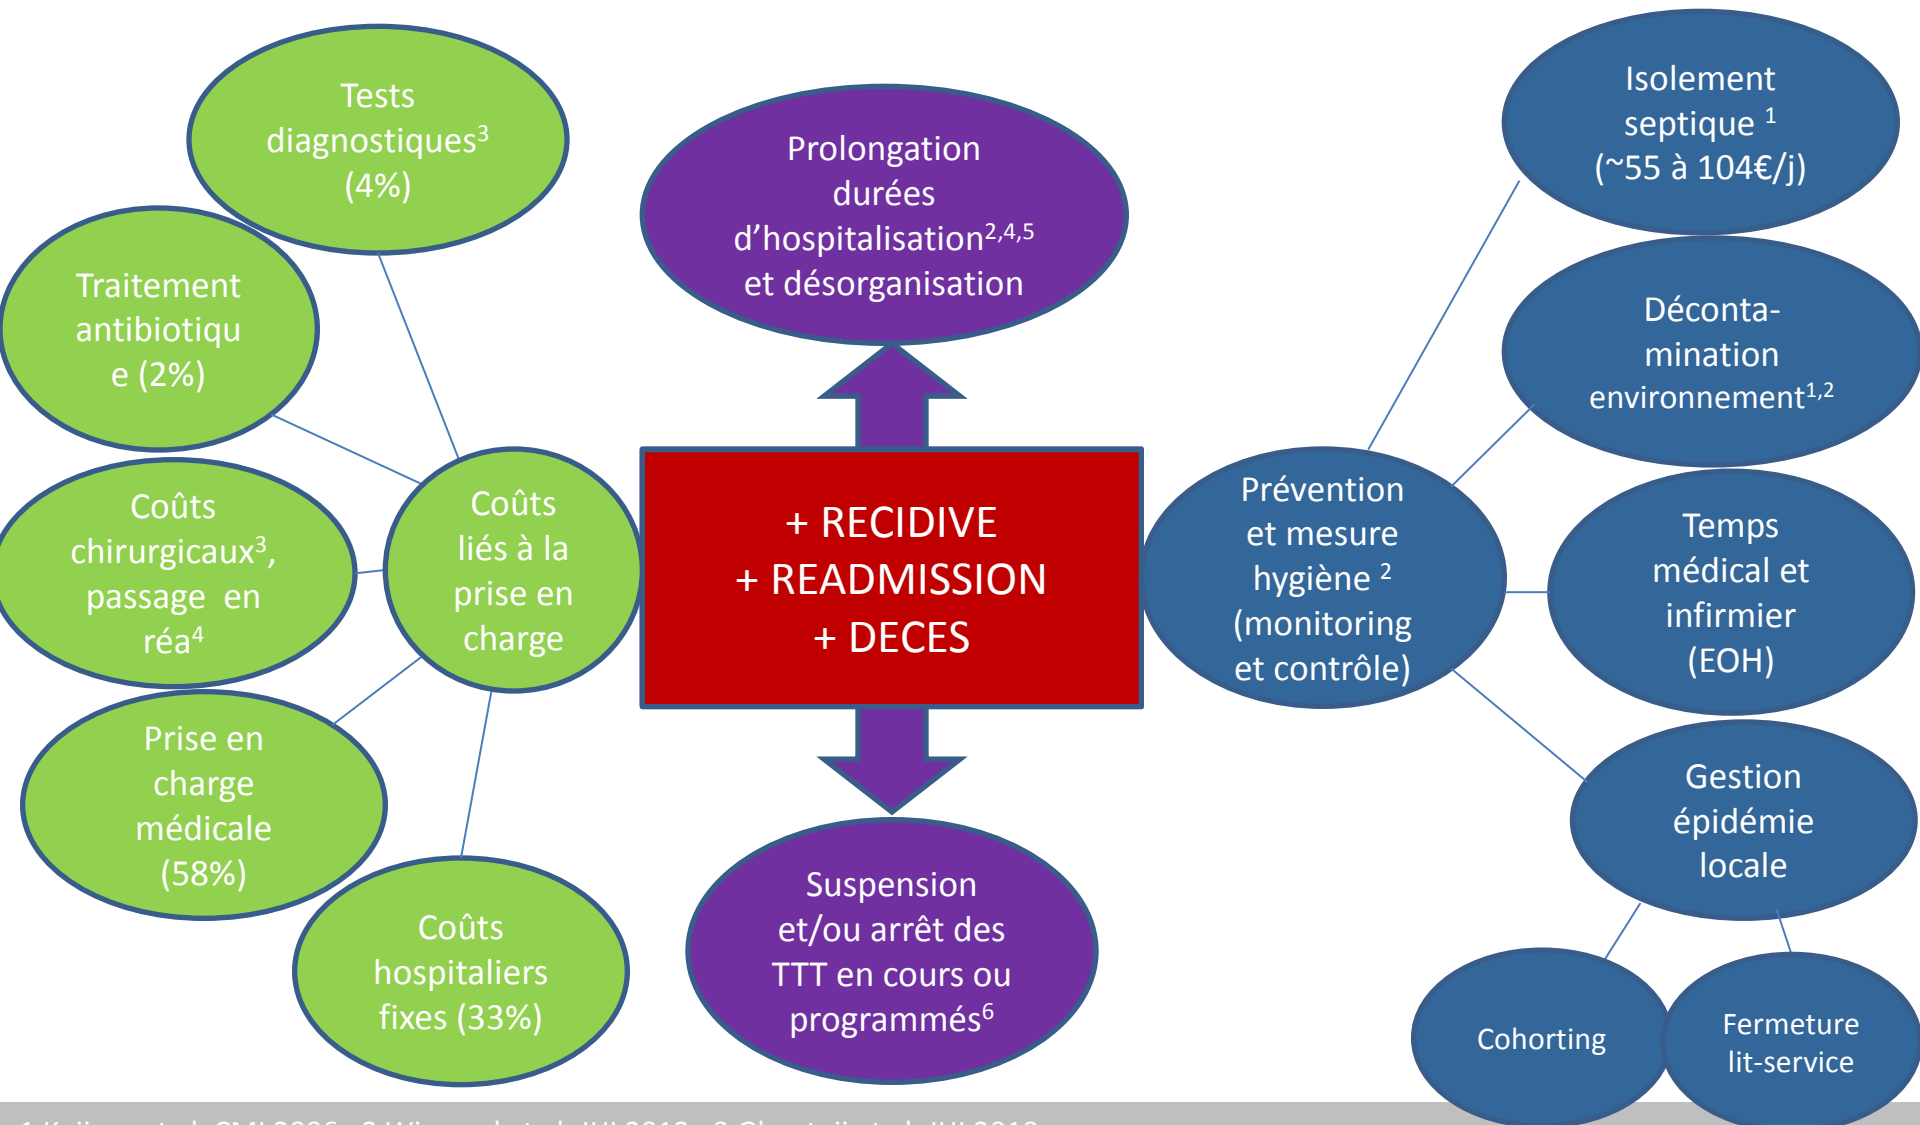 Tests
diagnostiques3
(4%)
Traitement
antibiotiqu
e (2%)
Coûts
chirurgicaux3,
passage en
réa4
Prise en
charge
médicale
(58%)
Coûts
hospitaliers
fixes (33%)
Coûts
liés à la
prise en
charge
Prolongation
durées
d'hospitalisation2,4,5
et désorganisation
+ RECIDIVE
+ READMISSION
+ DECES
Suspension
et/ou arrêt des
TTT en cours ou
programmés6
Prévention
et mesure
hygiène 2
(monitoring
et contrôle)
Isolement
septique 1
(~55 à 104€/j)
Déconta-
mination
environnement1,2
Temps
médical et
infirmier
(EOH)
Gestion
épidémie
locale
Cohorting
Fermeture
lit-service